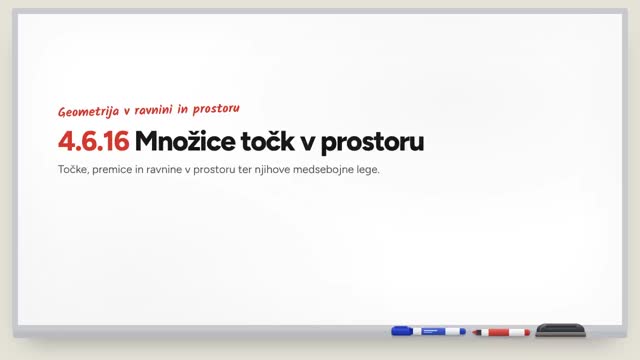 Geometrija v ravnini in prostoru
4.6.16 Množice točk v prostoru
Točke, premice in ravnine v prostoru ter njihove medsebojne lege.